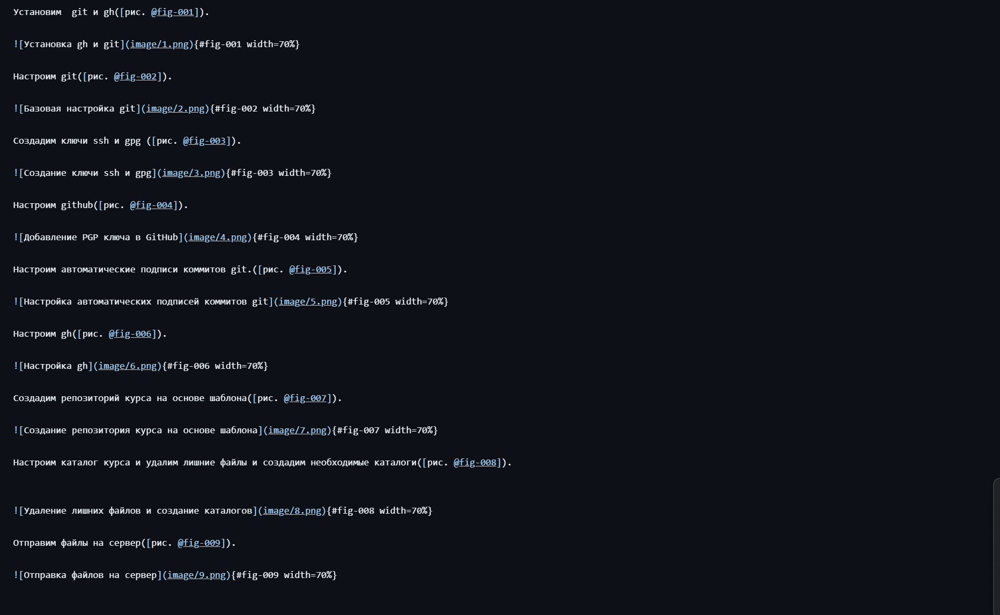 Установим  git и gh([рис. @fig-001]).
![Установка gh и git](image/1.png){#fig-001 width=70%}
Настроим git([рис. @fig-002]).
![Базовая настройка git](image/2.png){#fig-002 width=70%}
Создадим ключи ssh и gpg ([рис. @fig-003]).
![Создание ключи ssh и gpg](image/3.png){#fig-003 width=70%}
Настроим github([рис. @fig-004]).
![Добавление PGP ключа в GitHub](image/4.png){#fig-004 width=70%}
Настроим автоматические подписи коммитов git.([рис. @fig-005]).
![Настройка автоматических подписей коммитов git](image/5.png){#fig-005 width=70%}
Настроим gh([рис. @fig-006]).
![Настройка gh](image/6.png){#fig-006 width=70%}
Создадим репозиторий курса на основе шаблона([рис. @fig-007]).
![Создание репозитория курса на основе шаблона](image/7.png){#fig-007 width=70%}
Настроим каталог курса и удалим лишние файлы и создадим необходимые каталоги([рис. @fig-008]).
![Удаление лишних файлов и создание каталогов](image/8.png){#fig-008 width=70%}
Отправим файлы на сервер([рис. @fig-009]).
![Отправка файлов на сервер](image/9.png){#fig-009 width=70%}